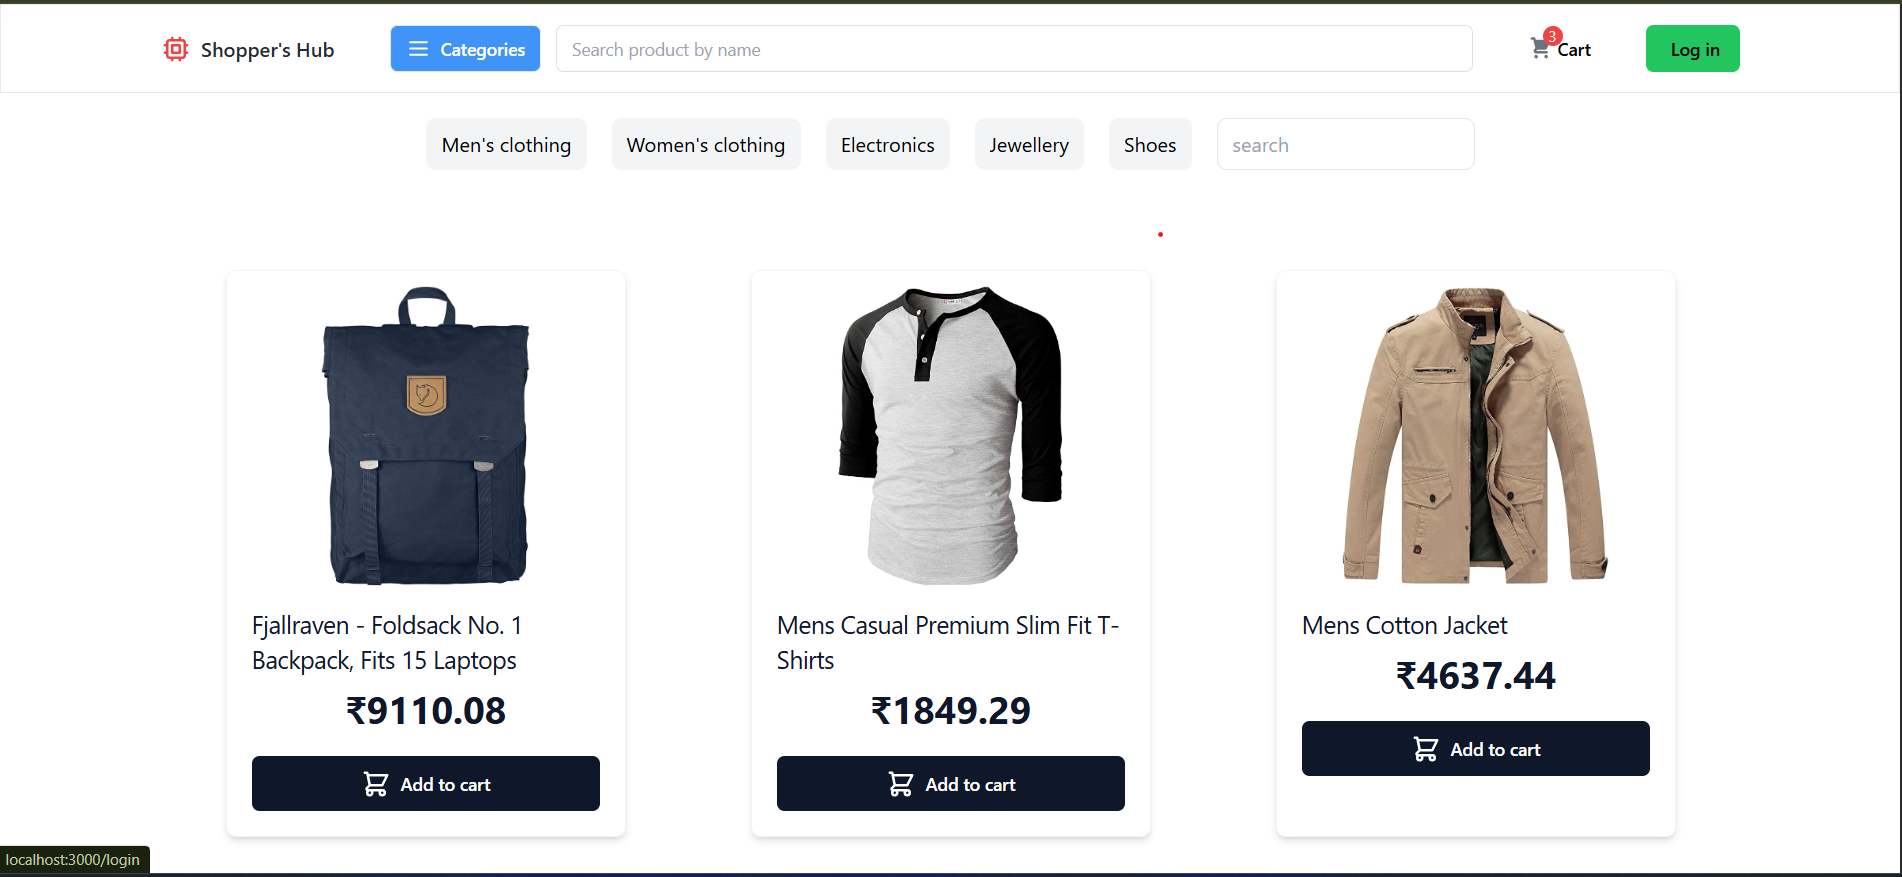 Shopper's Hub
Categories
Search product by name
3
Cart
Log in
Men's clothing
Women's clothing
Electronics
Jewellery
Shoes
search
Fjallraven - Foldsack No. 1
Backpack, Fits 15 Laptops
₹9110.08
Add to cart
Mens Casual Premium Slim Fit T-
Shirts
₹1849.29
Add to cart
Mens Cotton Jacket
₹4637.44
Add to cart
localhost:3000/login